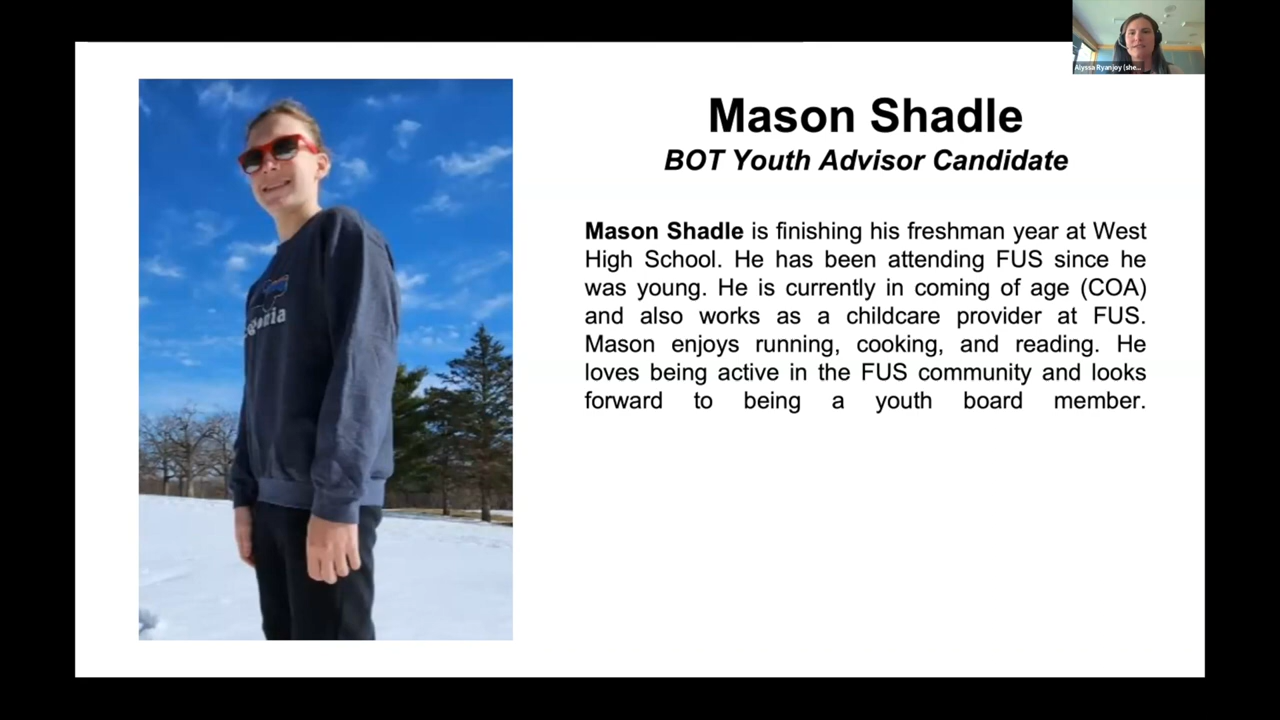 Alyssa Ryanjoy (she...
Mason Shadle
BOT Youth Advisor Candidate
Mason Shadle is finishing his freshman year at West
High School. He has been attending FUS since he
was young. He is currently in coming of age (COA)
and also works as a childcare provider at FUS.
Mason enjoys running, cooking, and reading. He
loves being active in the FUS community and looks
forward to being a youth board member.